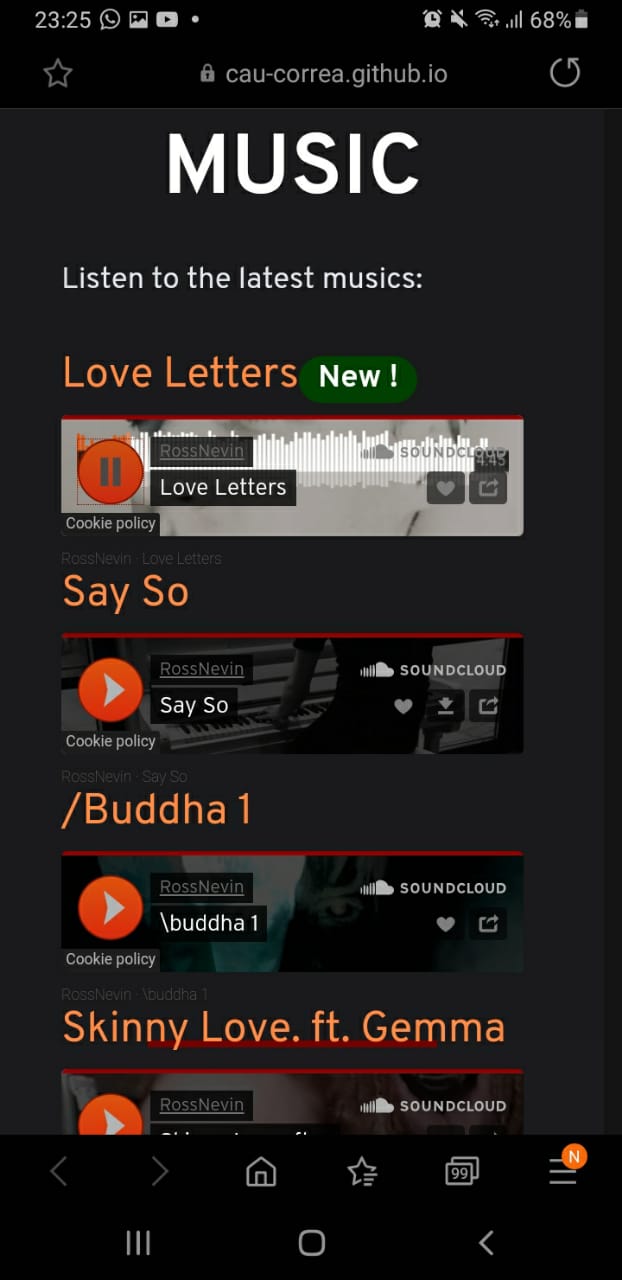 23:25 68%
cau-correa.github.io
MUSIC
Listen to the latest musics:
Love Letters New !
RossNevin SOUNDCLOUD
4:45
Love Letters
Cookie policy
RossNevin · Love Letters
Say So
RossNevin SOUNDCLOUD
Say So
Cookie policy
RossNevin · Say So
/Buddha 1
RossNevin SOUNDCLOUD
\buddha 1
Cookie policy
RossNevin · \buddha 1
Skinny Love. ft. Gemma
RossNevin SOUNDCLOUD
99 N